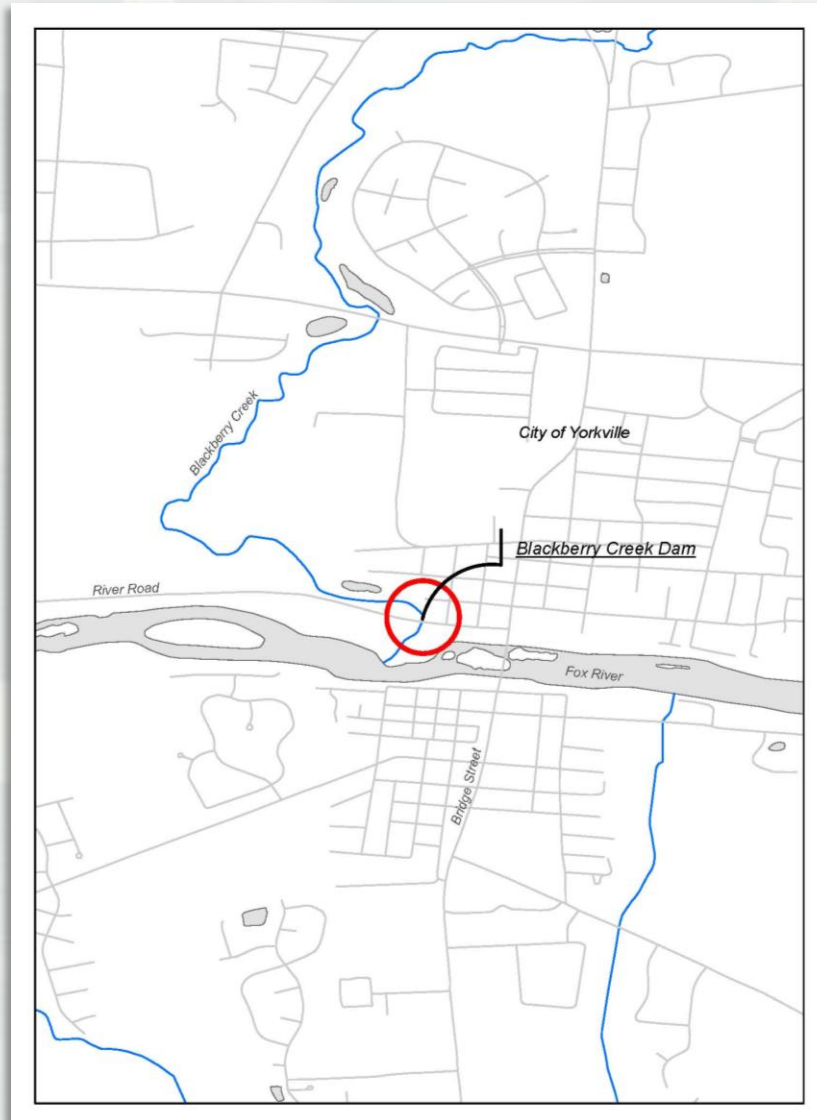 City of Yorkville
Blackberry Creek
Blackberry Creek Dam
River Road
Fox River
Bridge Street